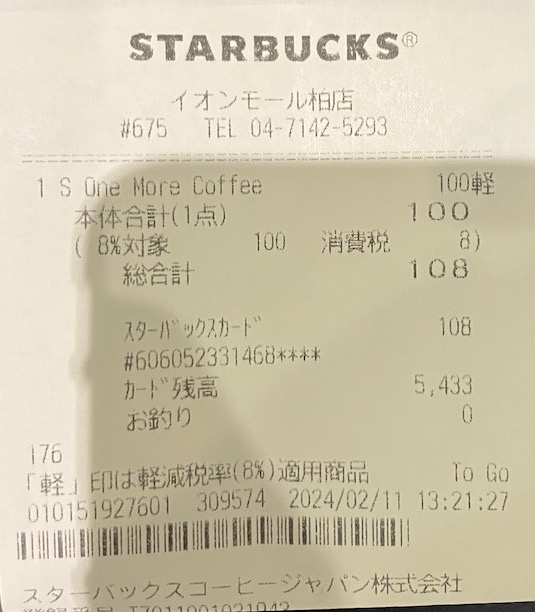 STARBUCKS®
イオンモール柏店
#675 TEL 04-7142-5293
1 S One More Coffee 100軽
本体合計(1点) 100
( 8%対象 100 消費税 8)
総合計 108
スターバックスカード 108
#606052331468****
カード残高 5,433
お釣り 0
176
「軽」印は軽減税率(8%)適用商品 To Go
010151927601 309574 2024/02/11 13:21:27
スターバックスコーヒージャパン株式会社